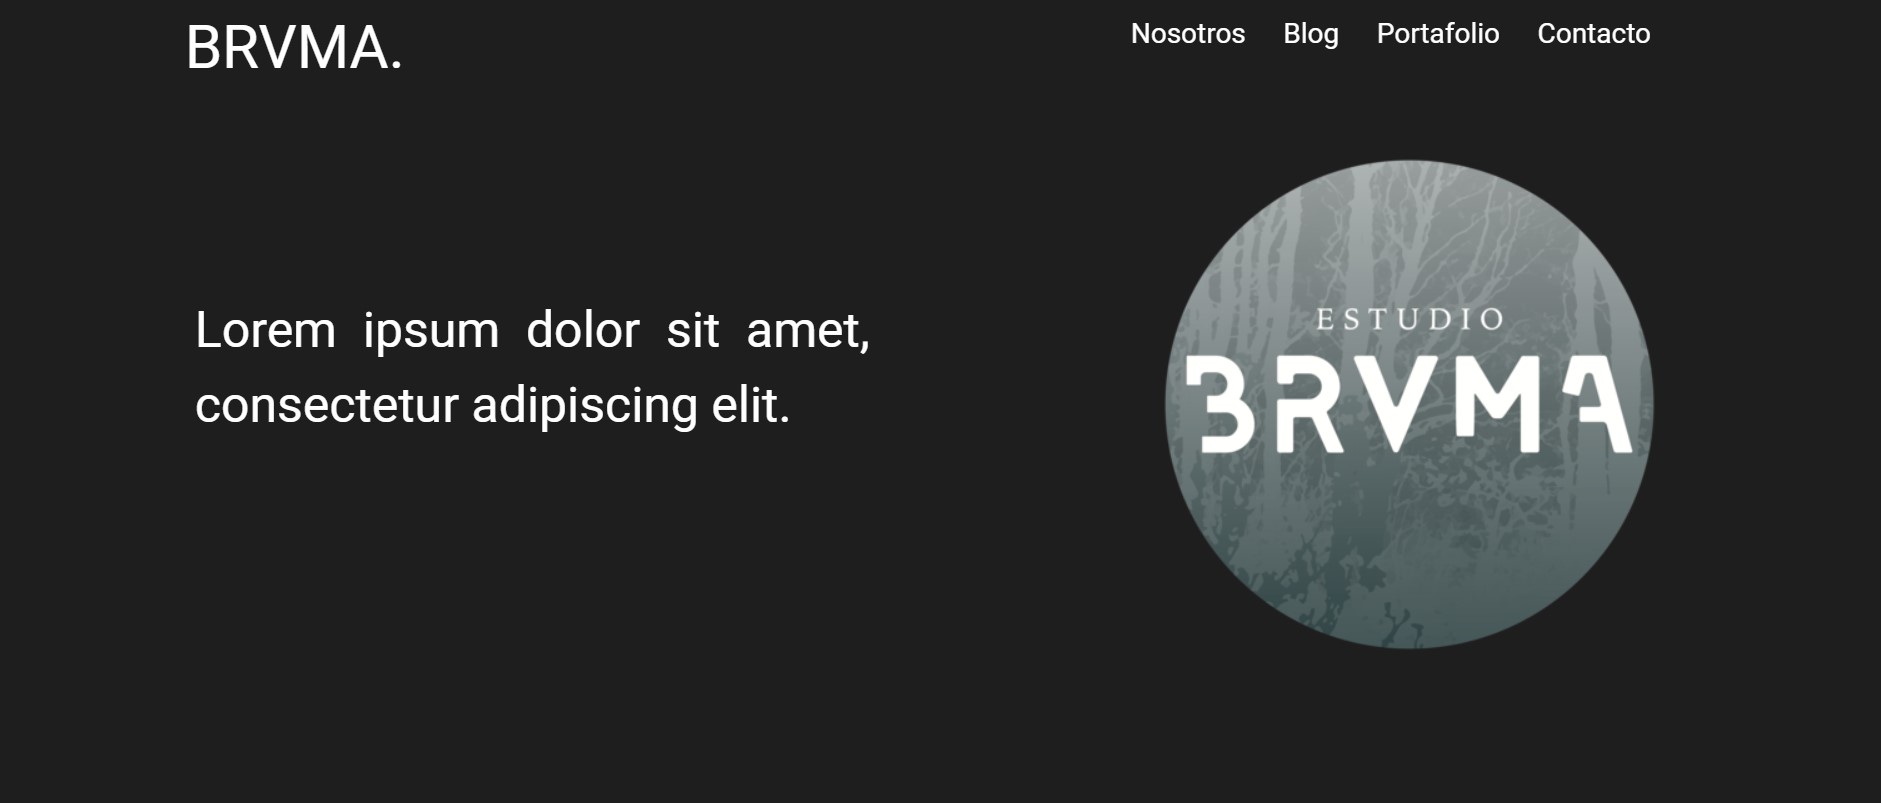 BRVMA.
Nosotros Blog Portafolio Contacto
Lorem ipsum dolor sit amet,
consectetur adipiscing elit.
ESTUDIO
BRVMA